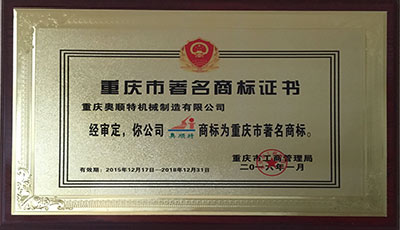 重庆市著名商标证书
重庆奥顺特机械制造有限公司
经审定，你公司 奥顺特 商标为重庆市著名商标。
重庆市工商管理局
有效期：2015年12月17日—2018年12月31日
二〇一六年一月